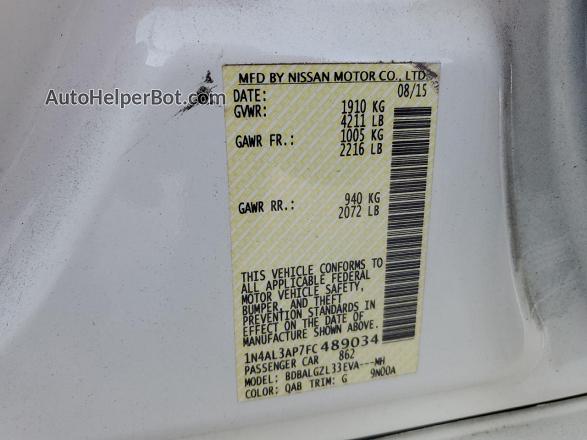 MFD BY NISSAN MOTOR CO., LTD.
AutoHelperBot.com
DATE: 08/15
GVWR: 1910 KG
4211 LB
GAWR FR.: 1005 KG
2216 LB
GAWR RR.: 940 KG
2072 LB
THIS VEHICLE CONFORMS TO
ALL APPLICABLE FEDERAL
MOTOR VEHICLE SAFETY,
BUMPER, AND THEFT
PREVENTION STANDARDS IN
EFFECT ON THE DATE OF
MANUFACTURE SHOWN ABOVE.
1N4AL3AP7FC489034
PASSENGER CAR 862
MODEL: BDBALGZL33EVA---MH
COLOR: QAB TRIM: G 9N00A